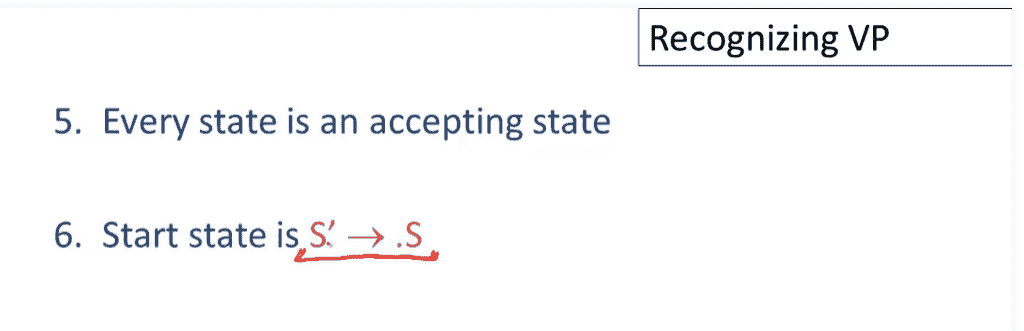 Recognizing VP
5. Every state is an accepting state
6. Start state is S' → .S